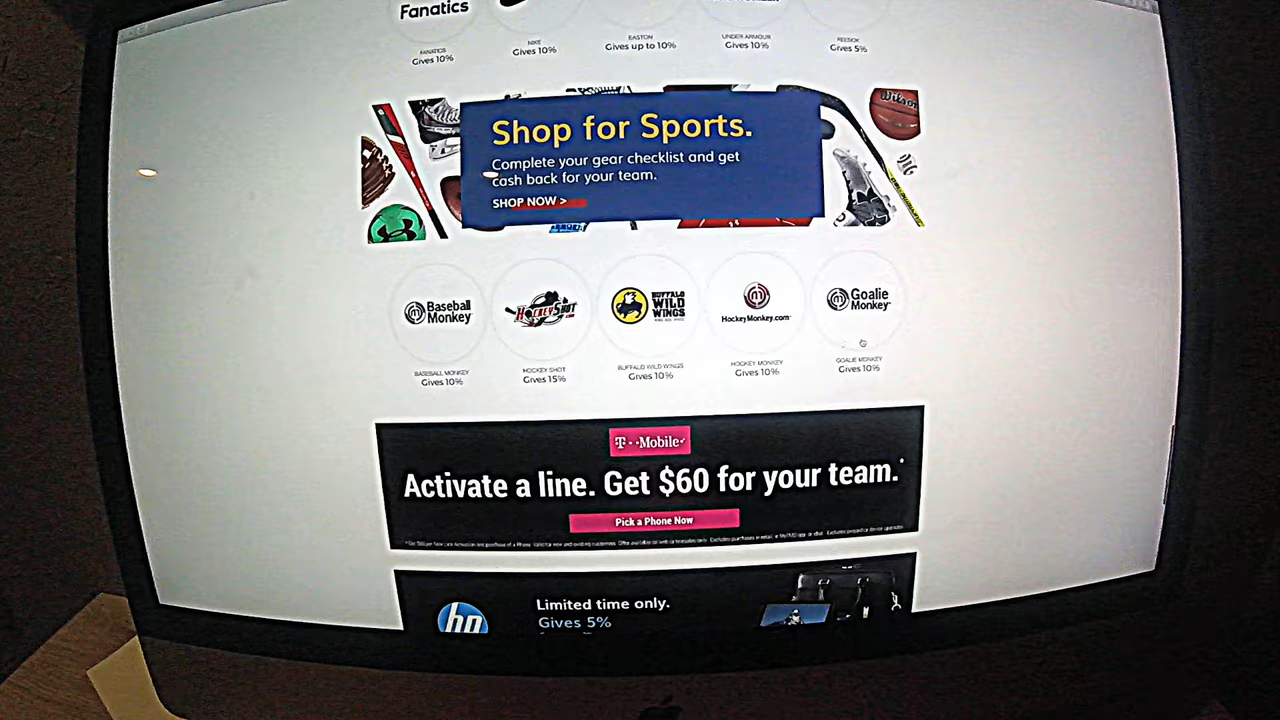 Fanatics
FANATICS
Gives 10%
NIKE
Gives 10%
EASTON
Gives up to 10%
UNDER ARMOUR
Gives 10%
REEBOK
Gives 5%
Shop for Sports.
Complete your gear checklist and get
cash back for your team.
SHOP NOW >
Wilson
Baseball
Monkey
BASEBALL MONKEY
Gives 10%
HOCKEYSHOT
.COM
HOCKEY SHOT
Gives 15%
BUFFALO
WILD
WINGS
BUFFALO WILD WINGS
Gives 10%
HockeyMonkey.com
HOCKEY MONKEY
Gives 10%
Goalie
Monkey
GOALIE MONKEY
Gives 10%
T-Mobile
Activate a line. Get $60 for your team.*
Pick a Phone Now
hp
Limited time only.
Gives 5%